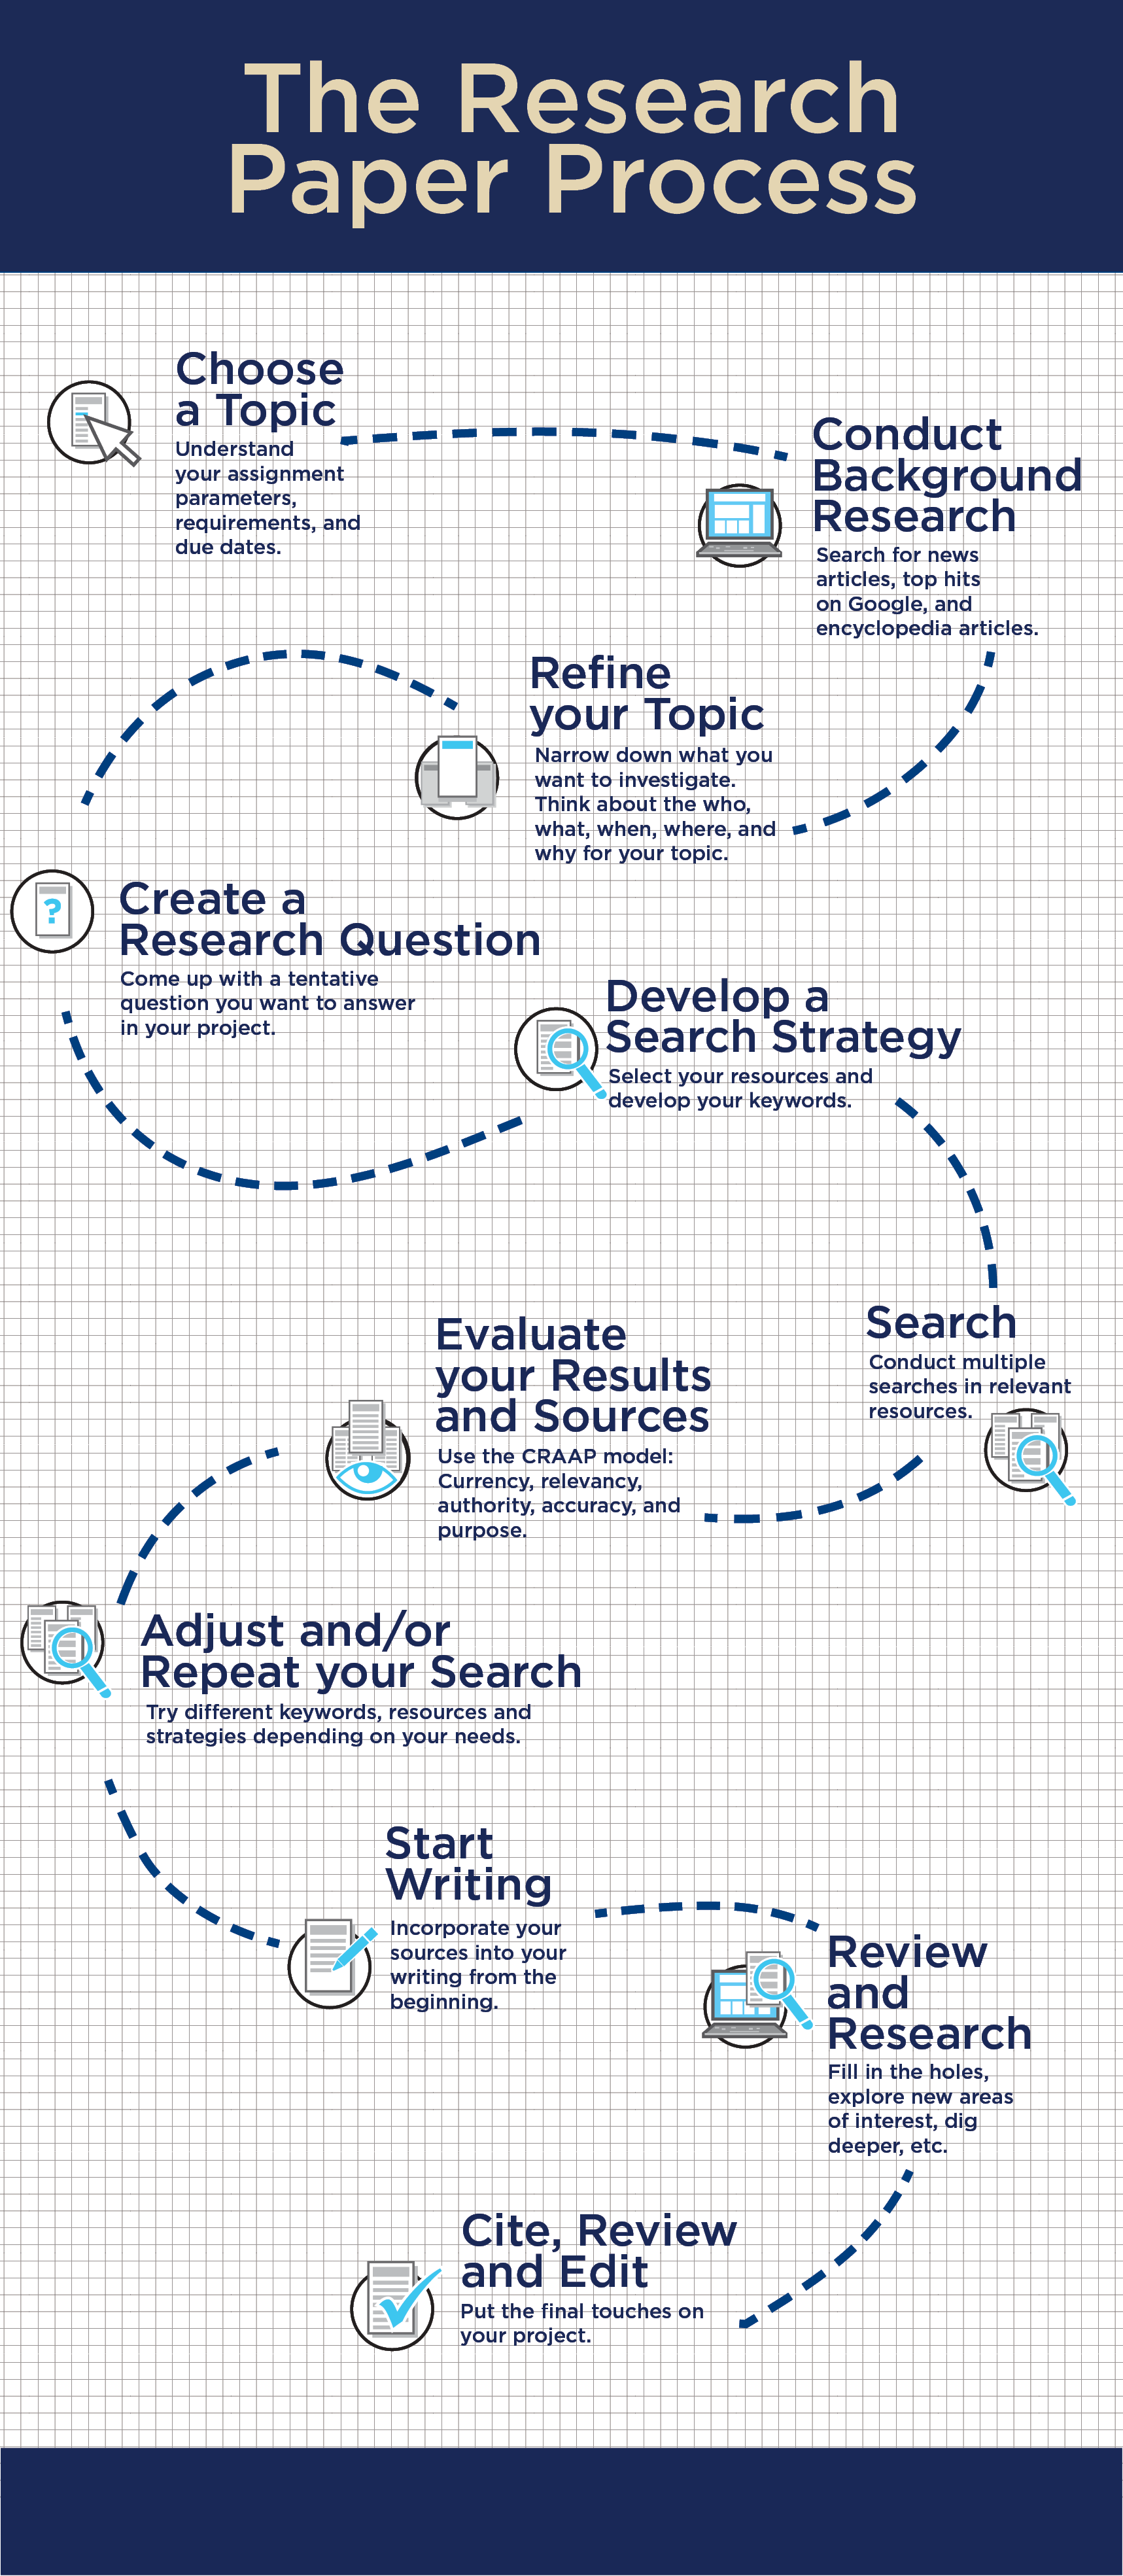 The Research
Paper Process
Choose
a Topic
Understand
your assignment
parameters,
requirements, and
due dates.
Conduct
Background
Research
Search for news
articles, top hits
on Google, and
encyclopedia articles.
Refine
your Topic
Narrow down what you
want to investigate.
Think about the who,
what, when, where, and
why for your topic.
?
Create a
Research Question
Come up with a tentative
question you want to answer
in your project.
Develop a
Search Strategy
Select your resources and
develop your keywords.
Search
Conduct multiple
searches in relevant
resources.
Evaluate
your Results
and Sources
Use the CRAAP model:
Currency, relevancy,
authority, accuracy, and
purpose.
Adjust and/or
Repeat your Search
Try different keywords, resources and
strategies depending on your needs.
Start
Writing
Incorporate your
sources into your
writing from the
beginning.
Review
and
Research
Fill in the holes,
explore new areas
of interest, dig
deeper, etc.
Cite, Review
and Edit
Put the final touches on
your project.